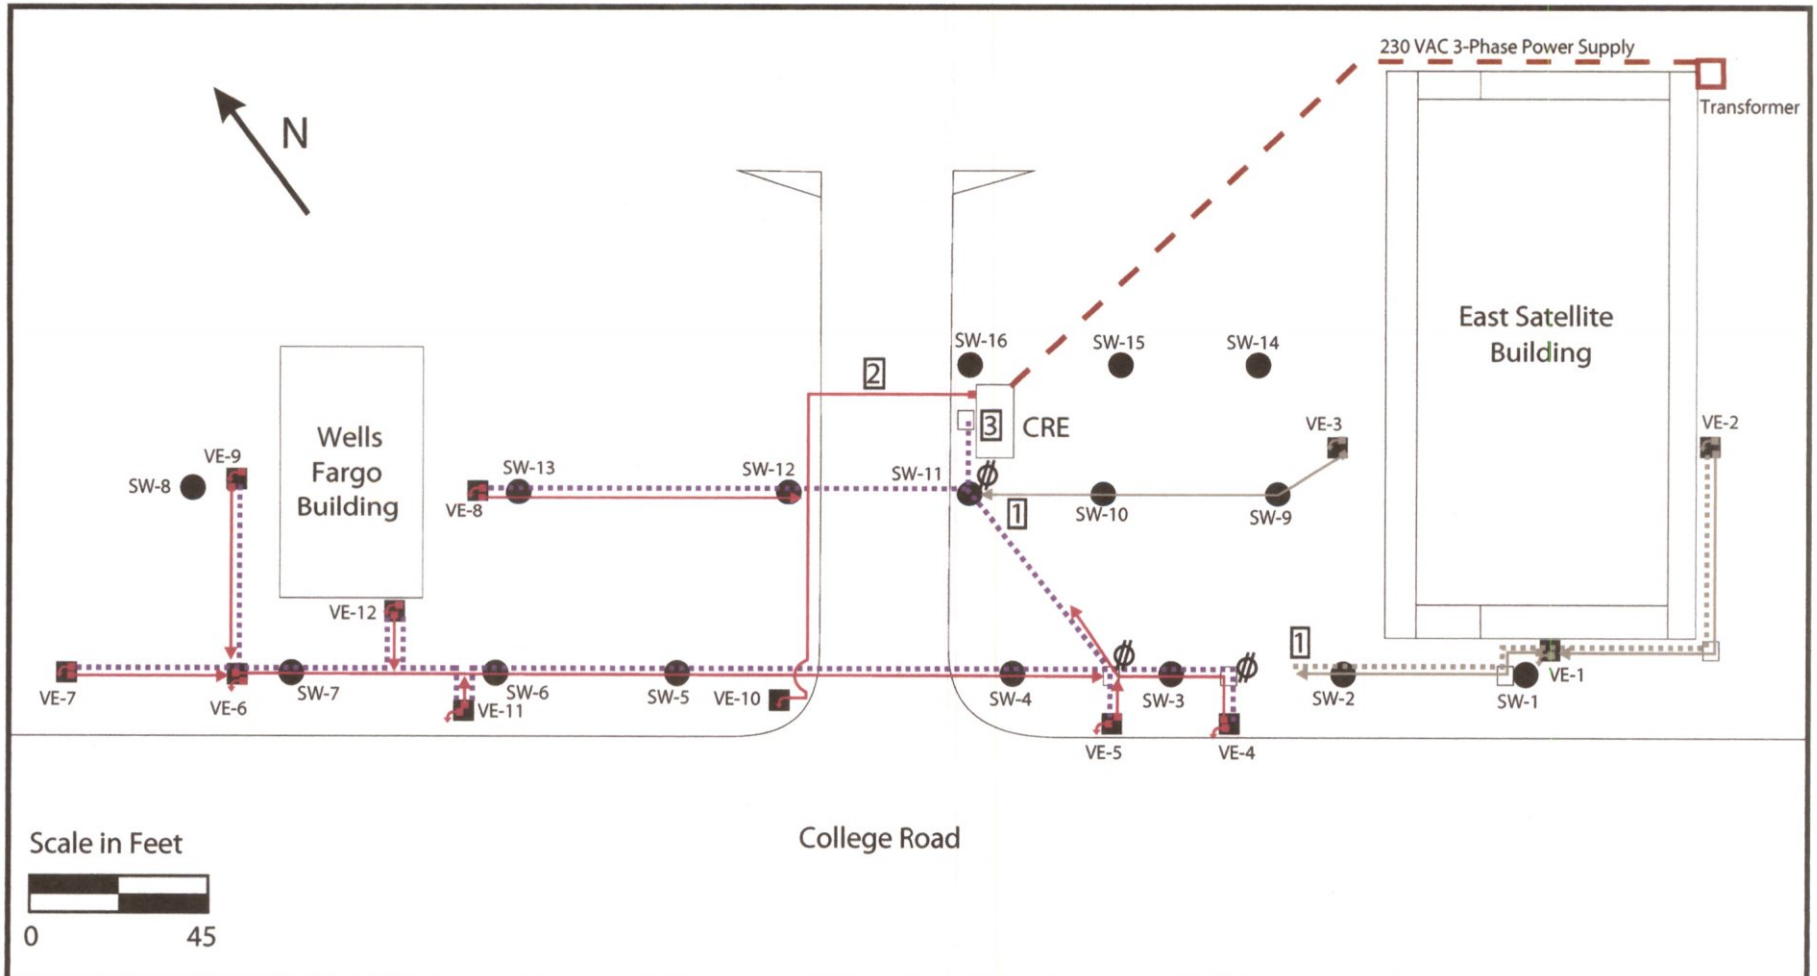 230 VAC 3-Phase Power Supply
Transformer
N
East Satellite
Building
SW-16
SW-15
SW-14
2
3
CRE
Wells
Fargo
Building
VE-9
SW-8
SW-13
VE-8
SW-12
SW-11
ϕ
1
SW-10
SW-9
VE-3
VE-2
VE-12
VE-7
VE-6
SW-7
VE-11
SW-6
SW-5
VE-10
SW-4
ϕ
SW-3
ϕ
VE-5
VE-4
1
SW-2
SW-1
VE-1
College Road
Scale in Feet
0 45